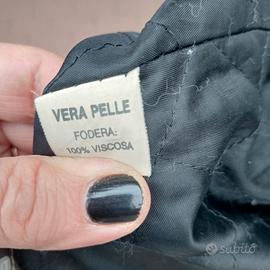 VERA PELLE
FODERA:
100% VISCOSA
subito